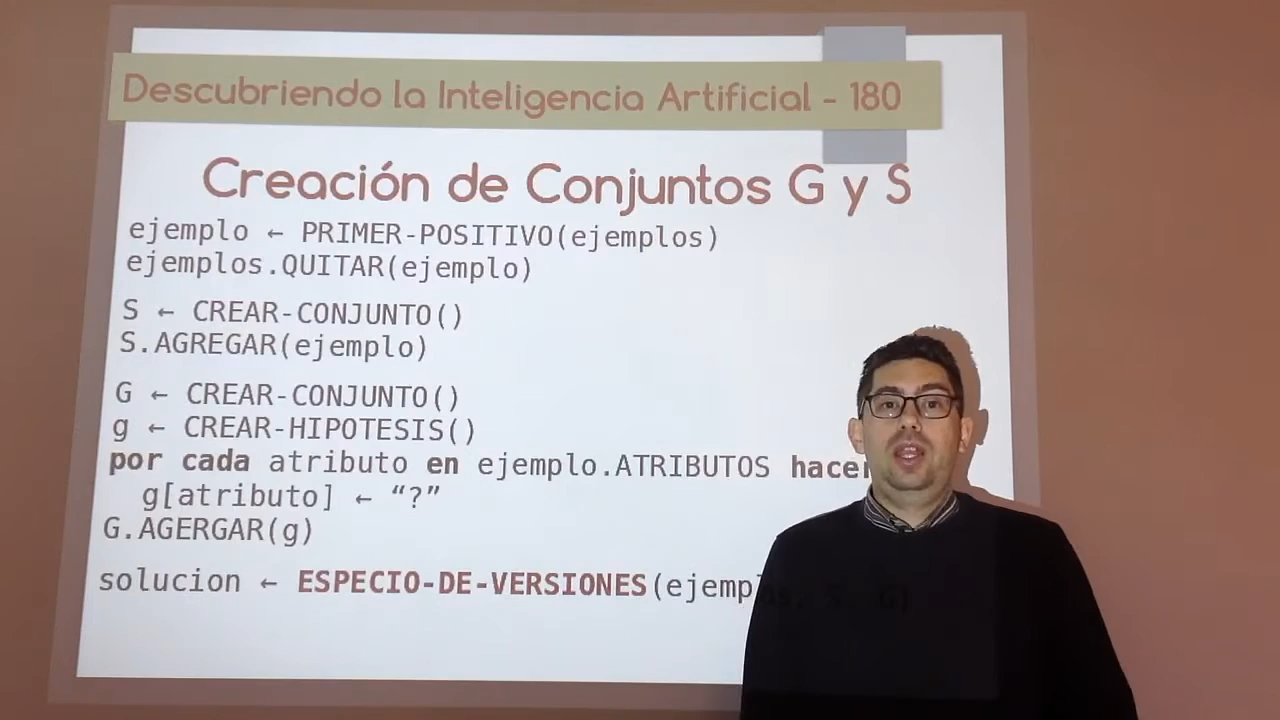 Descubriendo la Inteligencia Artificial - 180
Creación de Conjuntos G y S
ejemplo ← PRIMER-POSITIVO(ejemplos)
ejemplos.QUITAR(ejemplo)
S ← CREAR-CONJUNTO()
S.AGREGAR(ejemplo)
G ← CREAR-CONJUNTO()
g ← CREAR-HIPOTESIS()
por cada atributo en ejemplo.ATRIBUTOS hacer
g[atributo] ← “?”
G.AGERGAR(g)
solucion ← ESPECIO-DE-VERSIONES(ejemplos, S, G)